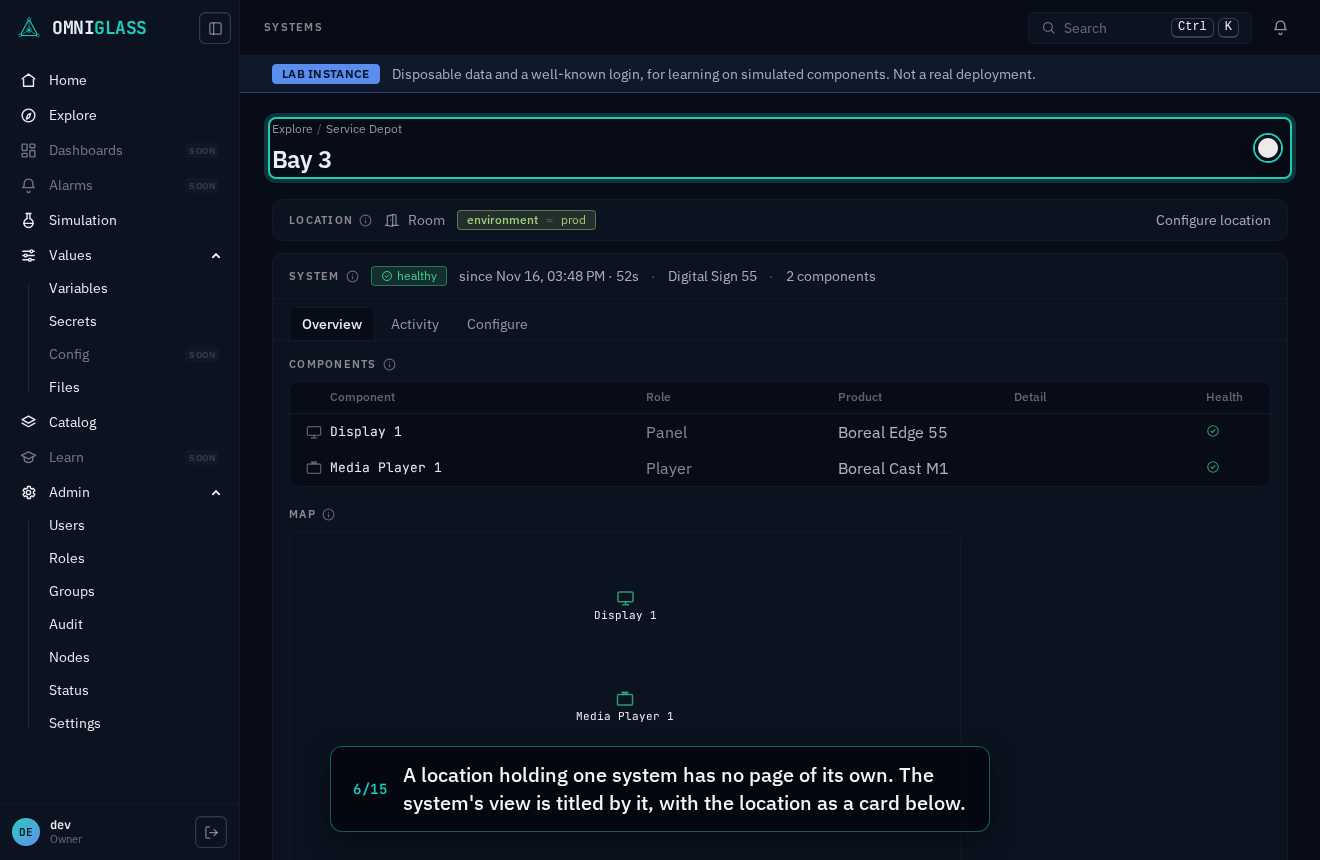 OMNIGLASS
SYSTEMS
Search
Ctrl K
Home
Explore
Dashboards SOON
Alarms SOON
Simulation
Values
Variables
Secrets
Config SOON
Files
Catalog
Learn SOON
Admin
Users
Roles
Groups
Audit
Nodes
Status
Settings
DE
dev
Owner
LAB INSTANCE Disposable data and a well-known login, for learning on simulated components. Not a real deployment.
Explore / Service Depot
Bay 3
LOCATION Room environment = prod Configure location
SYSTEM healthy since Nov 16, 03:48 PM · 52s · Digital Sign 55 · 2 components
Overview Activity Configure
COMPONENTS
Component Role Product Detail Health
Display 1 Panel Boreal Edge 55
Media Player 1 Player Boreal Cast M1
MAP
Display 1
Media Player 1
6/15
A location holding one system has no page of its own. The
system's view is titled by it, with the location as a card below.